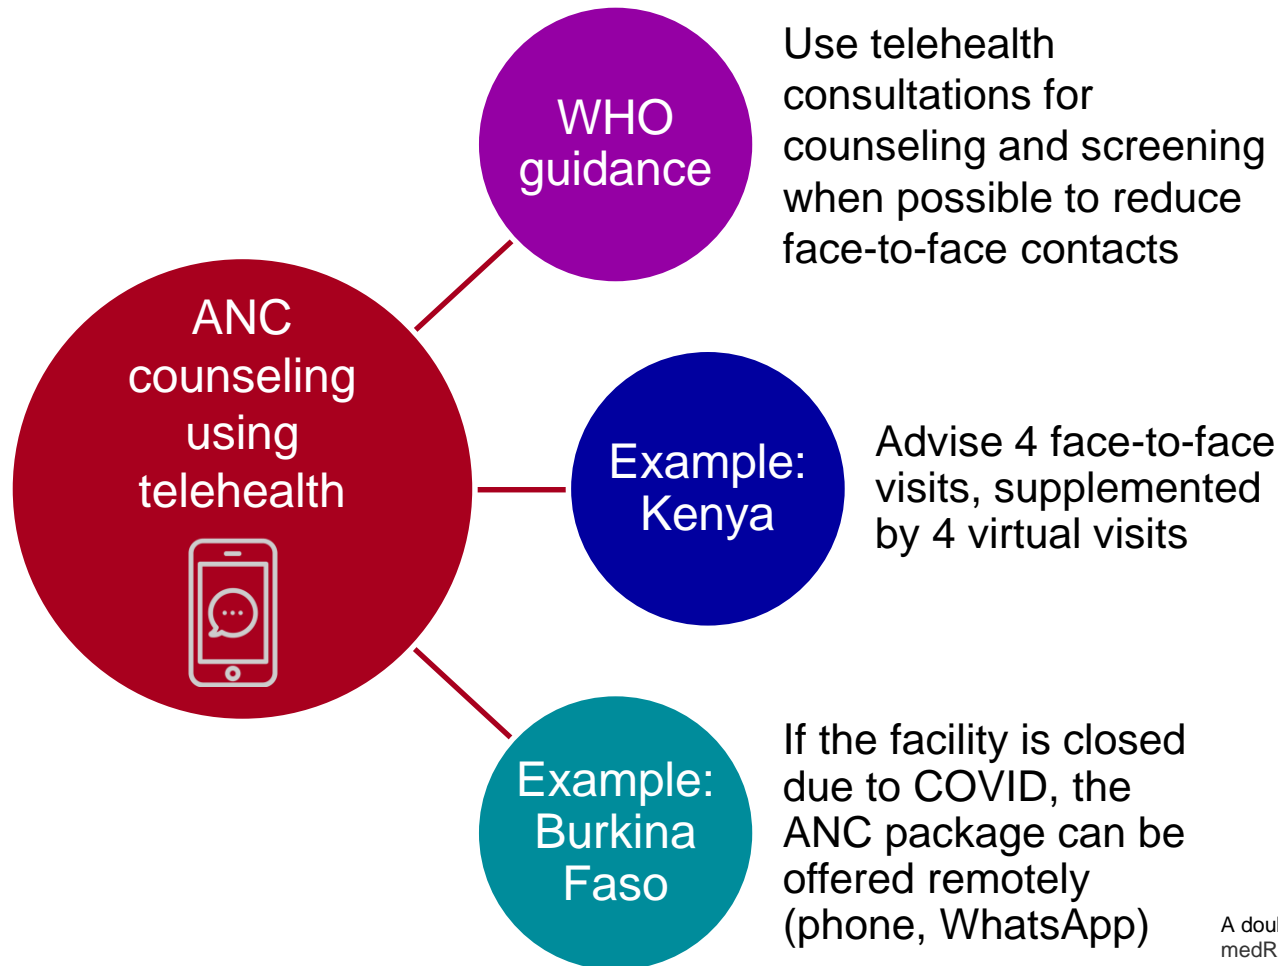 ANC
counseling
using
telehealth
WHO
guidance
Use telehealth
consultations for
counseling and screening
when possible to reduce
face-to-face contacts
Example:
Kenya
Advise 4 face-to-face
visits, supplemented
by 4 virtual visits
Example:
Burkina
Faso
If the facility is closed
due to COVID, the
ANC package can be
offered remotely
(phone, WhatsApp)
A